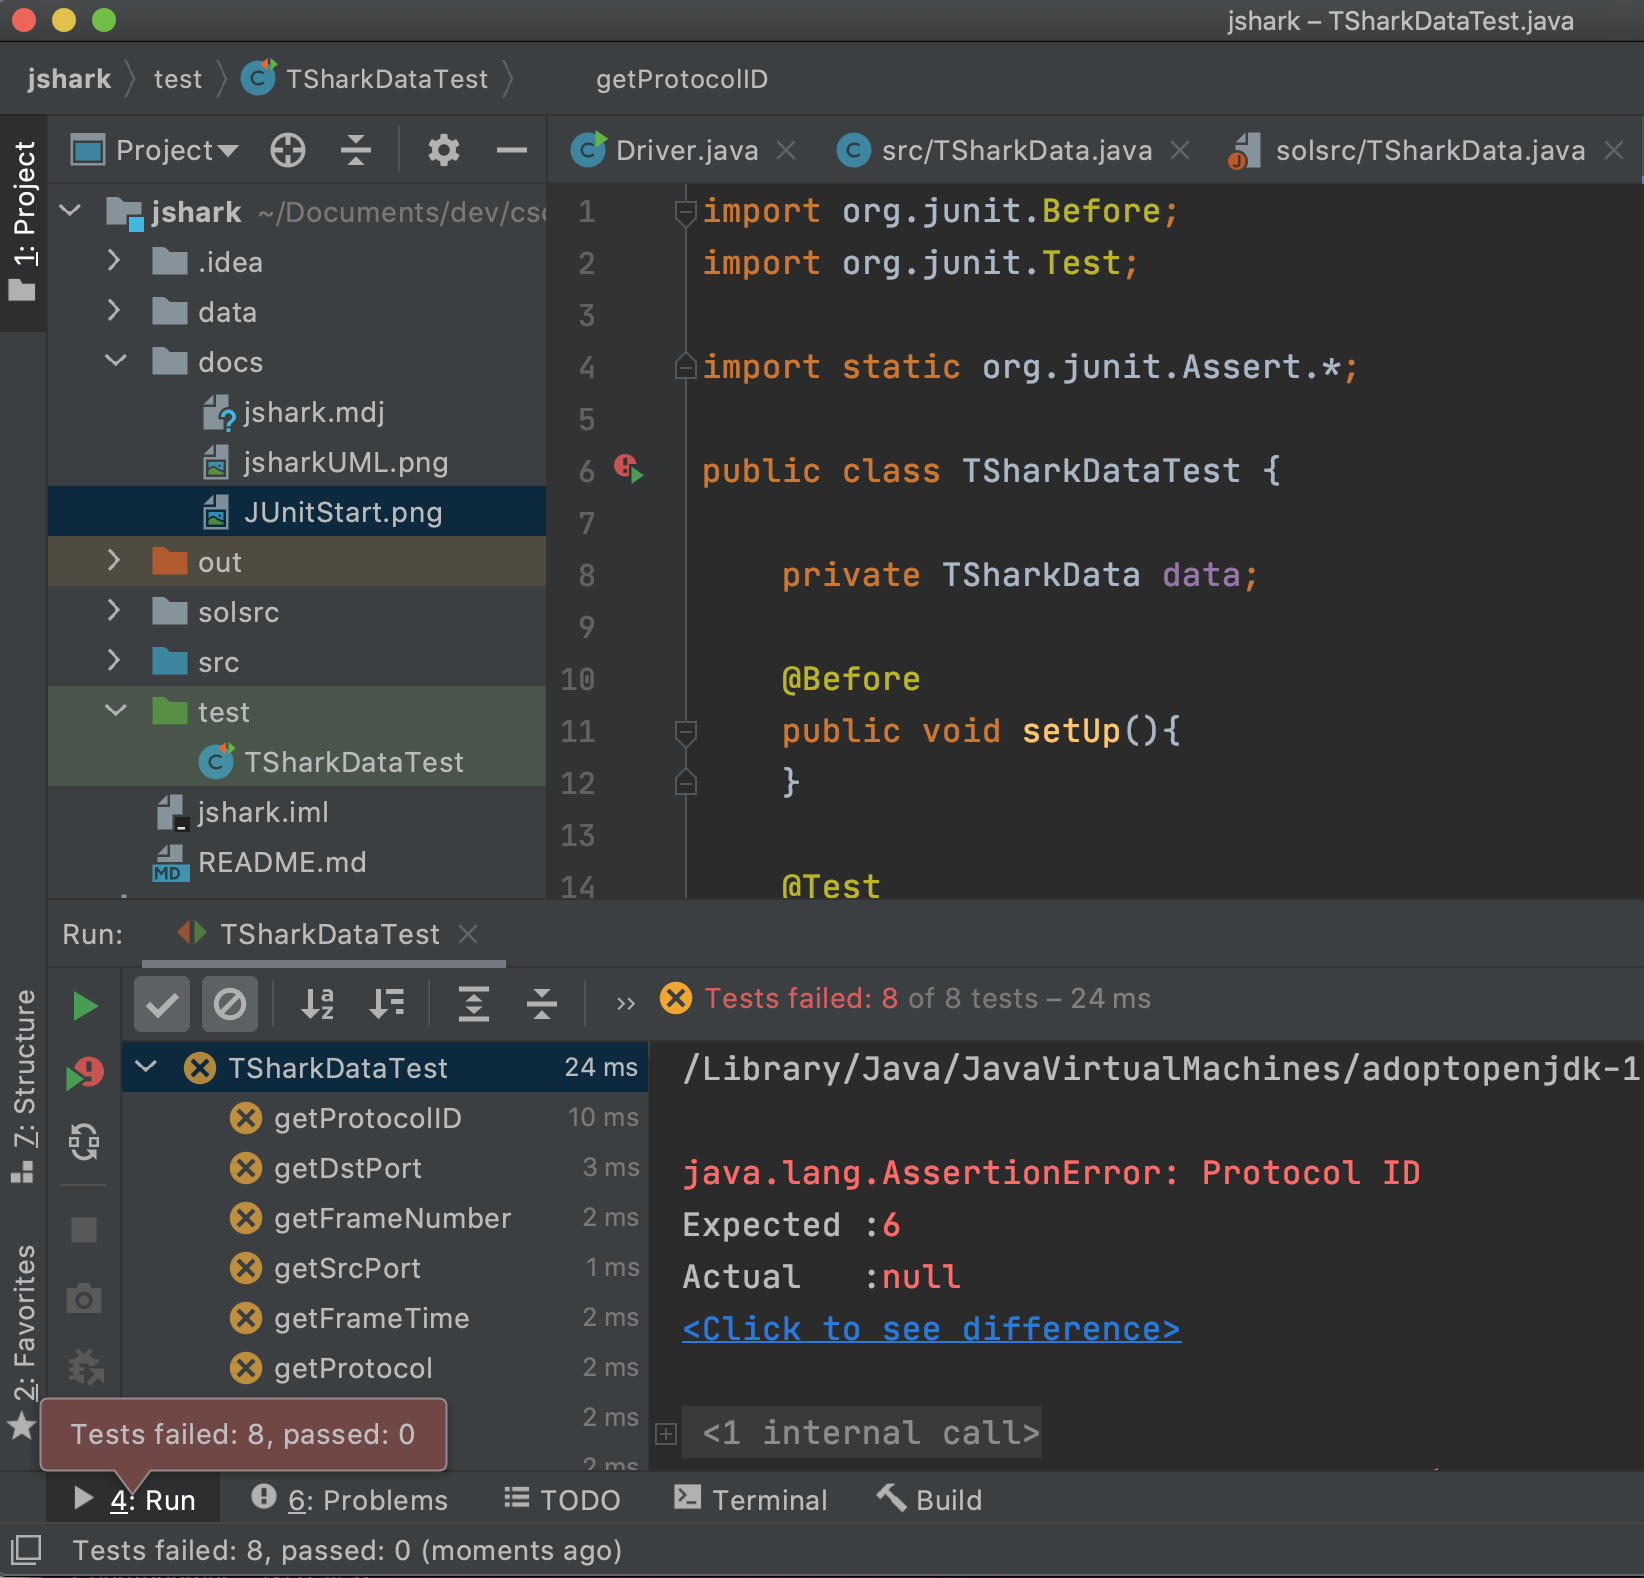 jshark – TSharkDataTest.java
jshark test TSharkDataTest getProtocolID
1: Project
Project
Driver.java src/TSharkData.java solsrc/TSharkData.java
jshark ~/Documents/dev/csc
.idea
data
docs
jshark.mdj
jsharkUML.png
JUnitStart.png
out
solsrc
src
test
TSharkDataTest
jshark.iml
README.md
1 import org.junit.Before;
2 import org.junit.Test;
3
4 import static org.junit.Assert.*;
5
6 public class TSharkDataTest {
7
8 private TSharkData data;
9
10 @Before
11 public void setUp(){
12 }
13
14 @Test
Run: TSharkDataTest
7: Structure
2: Favorites
Tests failed: 8 of 8 tests – 24 ms
TSharkDataTest 24 ms
getProtocolID 10 ms
getDstPort 3 ms
getFrameNumber 2 ms
getSrcPort 1 ms
getFrameTime 2 ms
getProtocol 2 ms
2 ms
2 ms
/Library/Java/JavaVirtualMachines/adoptopenjdk-1
java.lang.AssertionError: Protocol ID
Expected :6
Actual :null
<Click to see difference>
<1 internal call>
Tests failed: 8, passed: 0
4: Run 6: Problems TODO Terminal Build
Tests failed: 8, passed: 0 (moments ago)